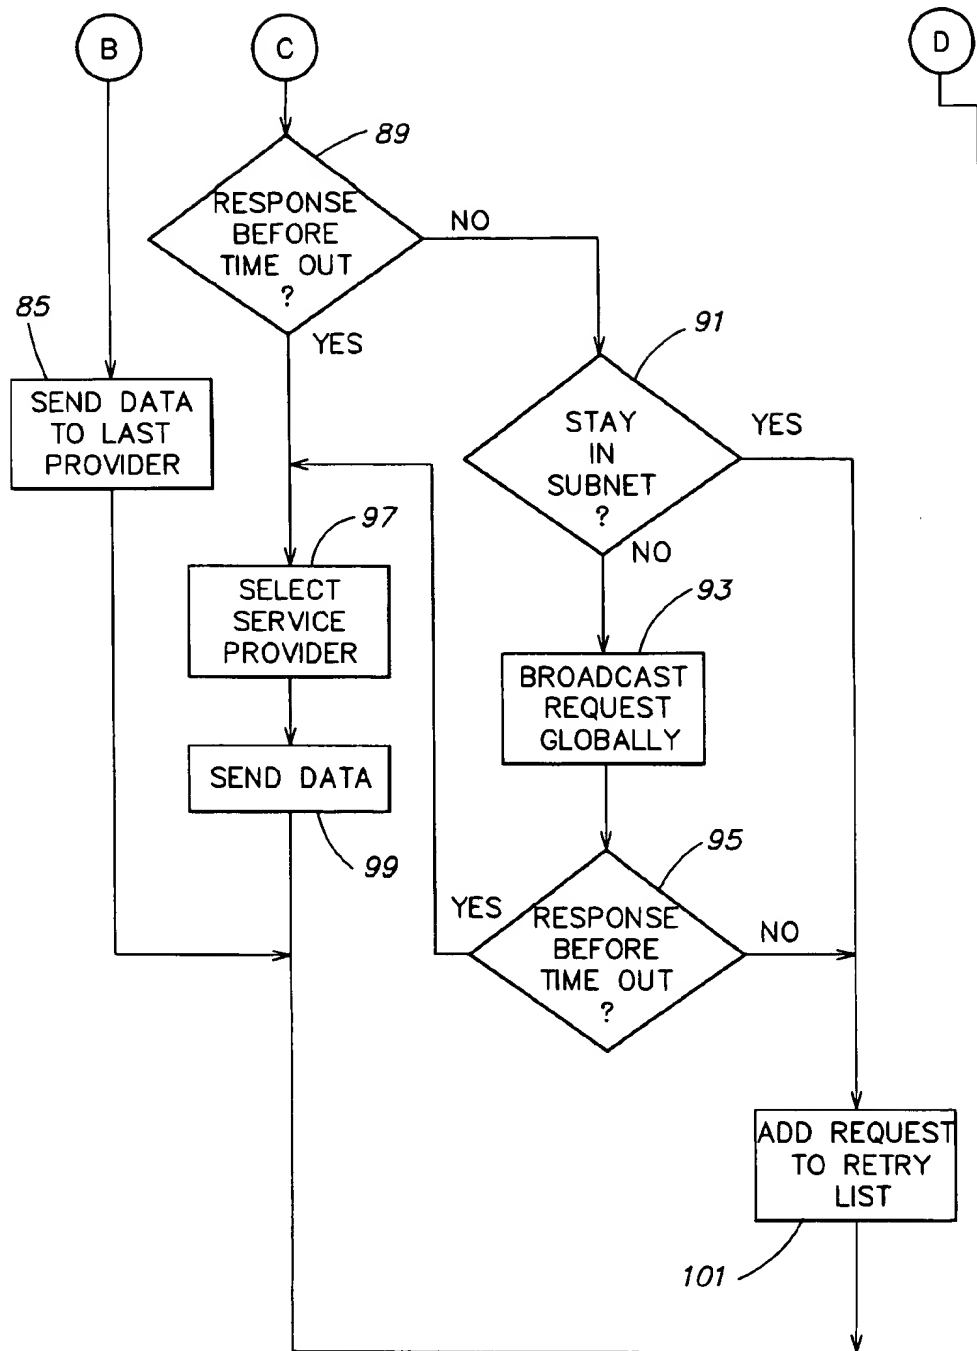 B
C
D
89
RESPONSE
BEFORE
TIME OUT
?
NO
YES
85
SEND DATA
TO LAST
PROVIDER
91
STAY
IN
SUBNET
?
YES
NO
97
SELECT
SERVICE
PROVIDER
93
BROADCAST
REQUEST
GLOBALLY
SEND DATA
99
95
YES
RESPONSE
BEFORE
TIME OUT
?
NO
ADD REQUEST
TO RETRY
LIST
101